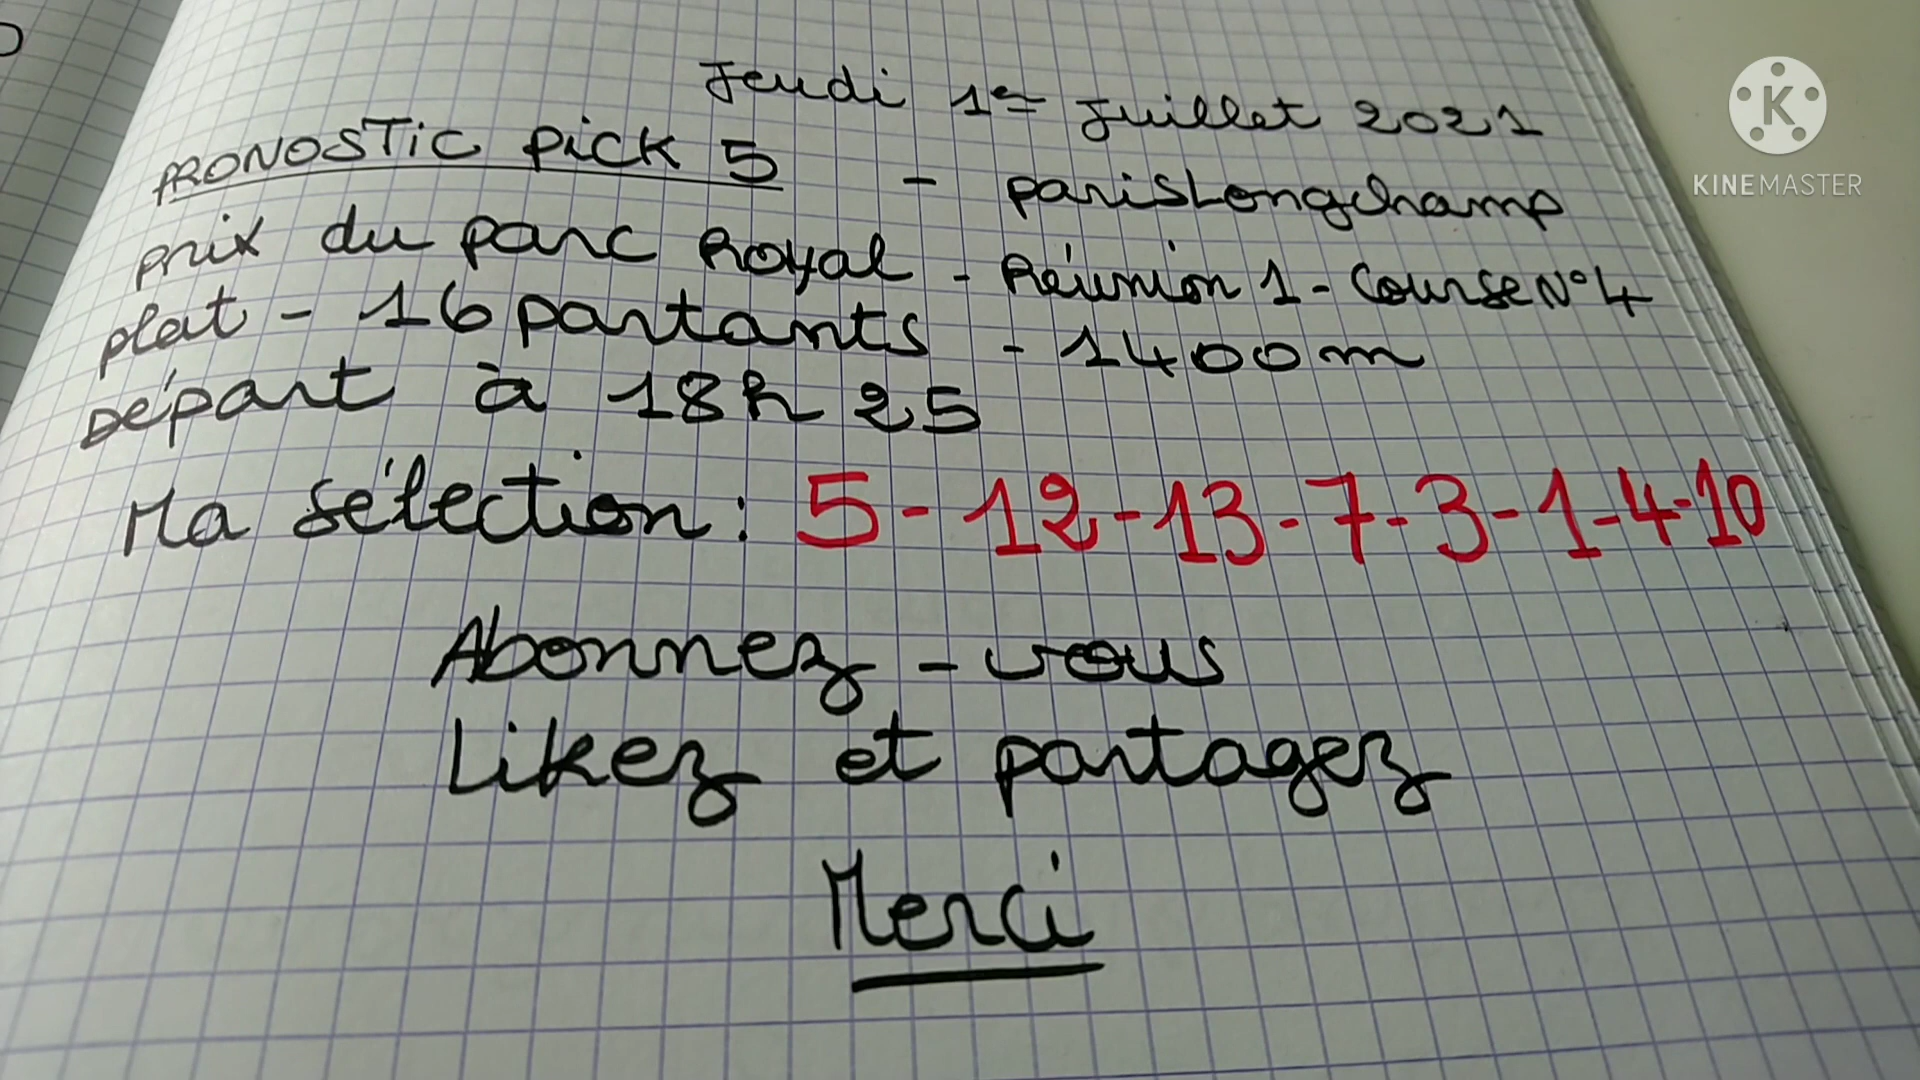 Jeudi 1er Juillet 2021
PRONOSTiC PiCK 5 - parisLongchamp
prix du parc Royal - Réunion 1 - Course N°4
plat - 16 partants - 1400m
Départ à 18h25
Ma sélection : 5 - 12 - 13 - 7 - 3 - 1 - 4 - 10
Abonnez-vous
Likez et partagez
Merci
K
KINEMASTER